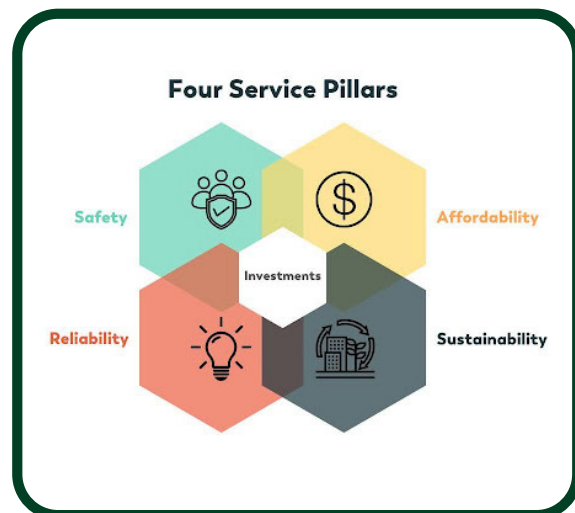 Four Service Pillars
Safety
Affordability
Investments
Reliability
Sustainability